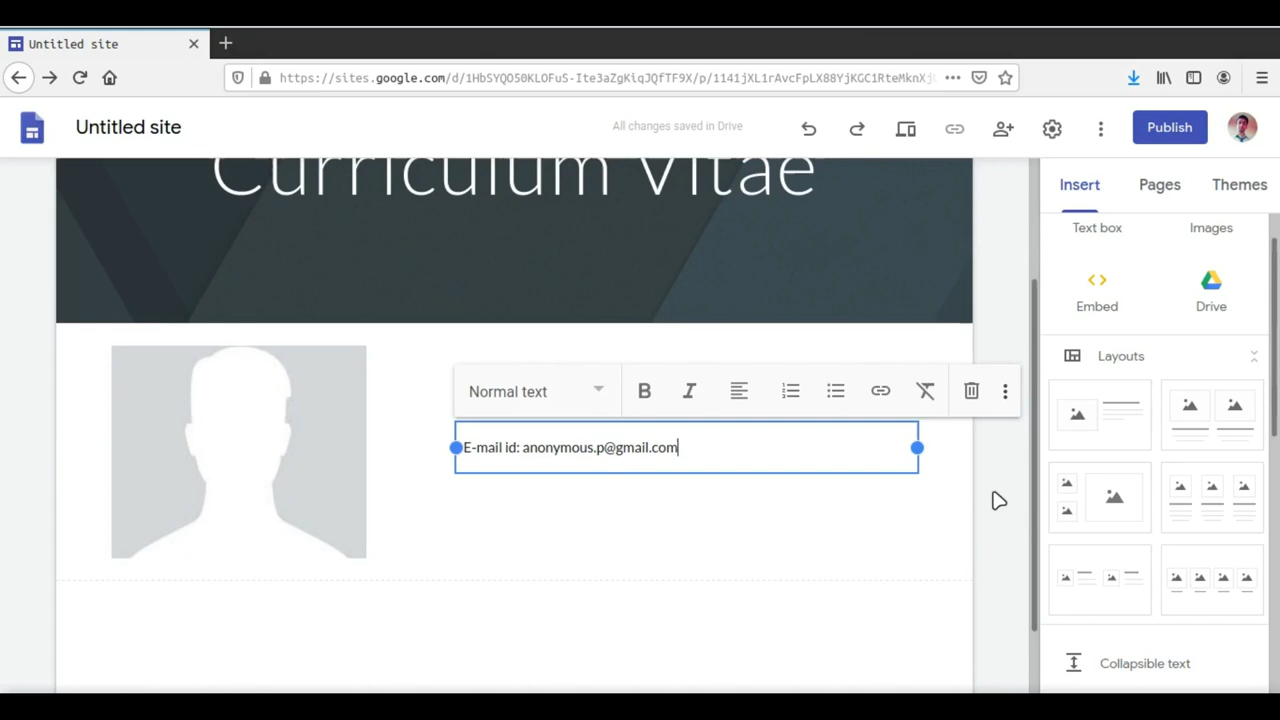 Untitled site
https://sites.google.com/d/1HbSYQO50KLOFuS-Ite3aZgKiqJQfTF9X/p/1141jXL1rAvcFpLX88YjKGC1RteMknXj
Untitled site
All changes saved in Drive
Publish
Curriculum Vitae
Insert
Pages
Themes
Text box
Images
Embed
Drive
Layouts
Normal text
E-mail id: anonymous.p@gmail.com
Collapsible text